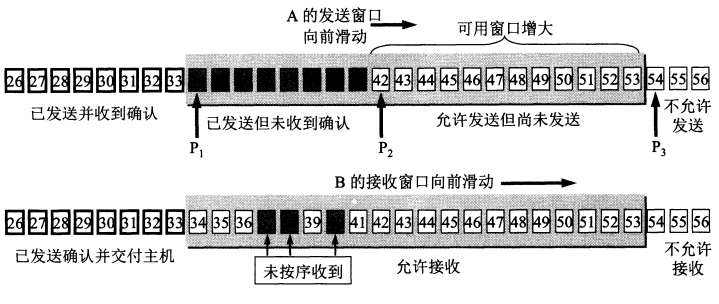 A 的发送窗口
向前滑动
可用窗口增大
26 27 28 29 30 31 32 33 42 43 44 45 46 47 48 49 50 51 52 53 54 55 56
已发送并收到确认
已发送但未收到确认
允许发送但尚未发送
不允许
发送
P1 P2 P3
B 的接收窗口向前滑动
26 27 28 29 30 31 32 33 34 35 36 39 41 42 43 44 45 46 47 48 49 50 51 52 53 54 55 56
已发送确认并交付主机
未按序收到
允许接收
不允许
接收